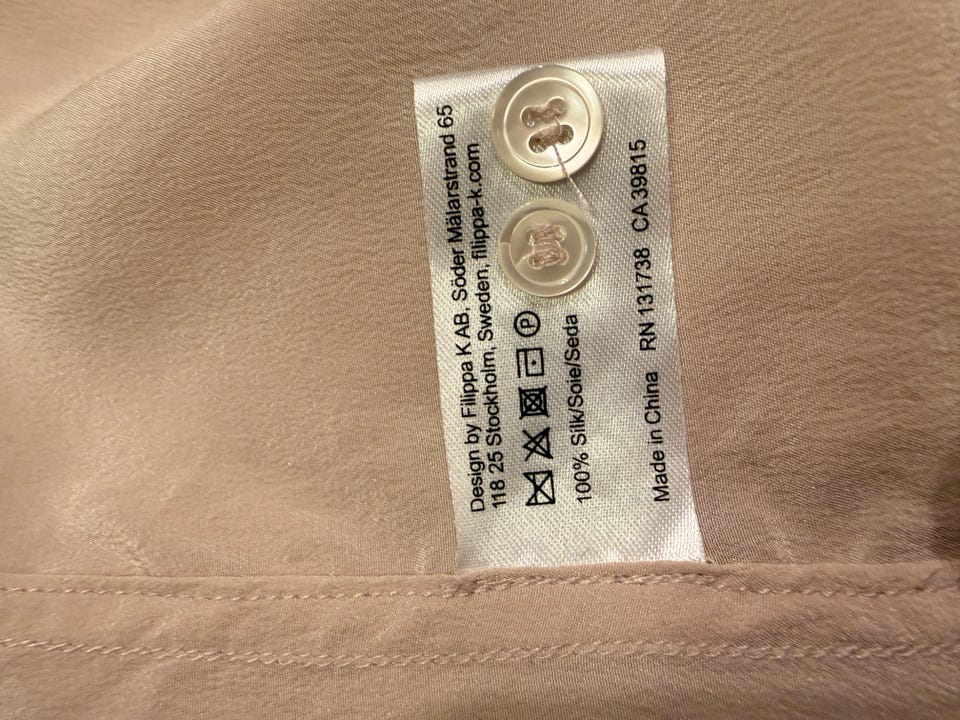 Design by Filippa K AB, Söder Mälarstrand 65
118 25 Stockholm, Sweden, filippa-k.com
P
100% Silk/Soie/Seda
Made in China RN 131738 CA 39815